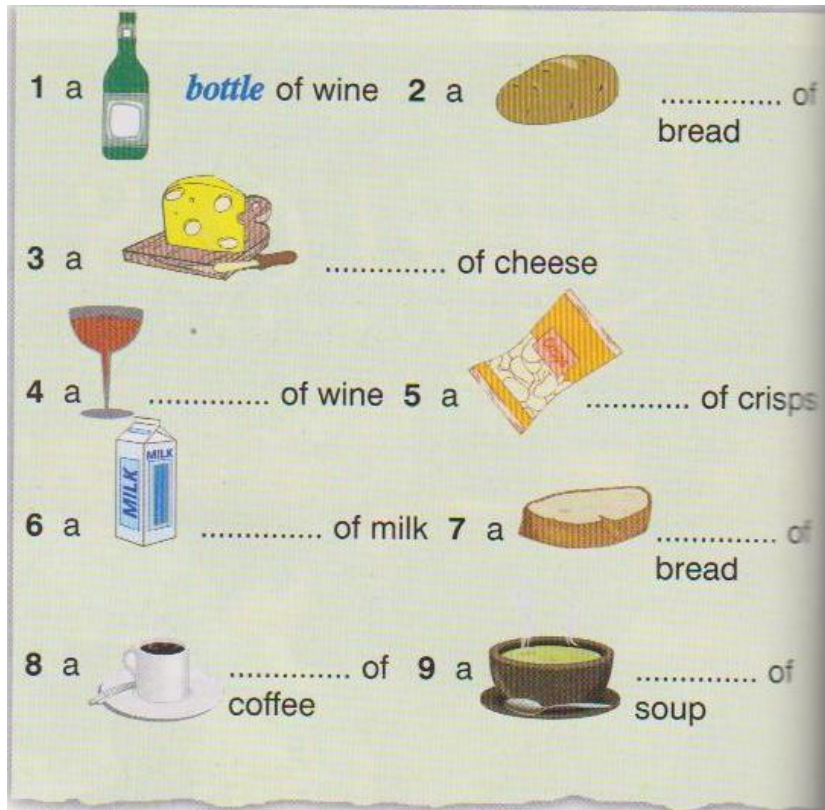 1 a bottle of wine 2 a .............. of
bread
3 a .............. of cheese
4 a .............. of wine 5 a ............ of crisps
MILK MILK
6 a .............. of milk 7 a .............. of
bread
8 a .............. of 9 a .............. of
coffee soup